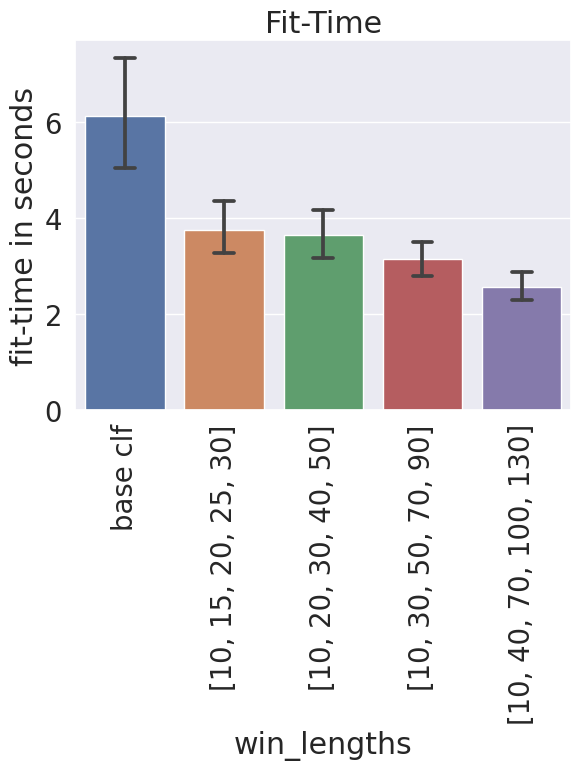 Fit-Time
fit-time in seconds
6
4
2
0
base clf
[10, 15, 20, 25, 30]
[10, 20, 30, 40, 50]
[10, 30, 50, 70, 90]
[10, 40, 70, 100, 130]
win_lengths